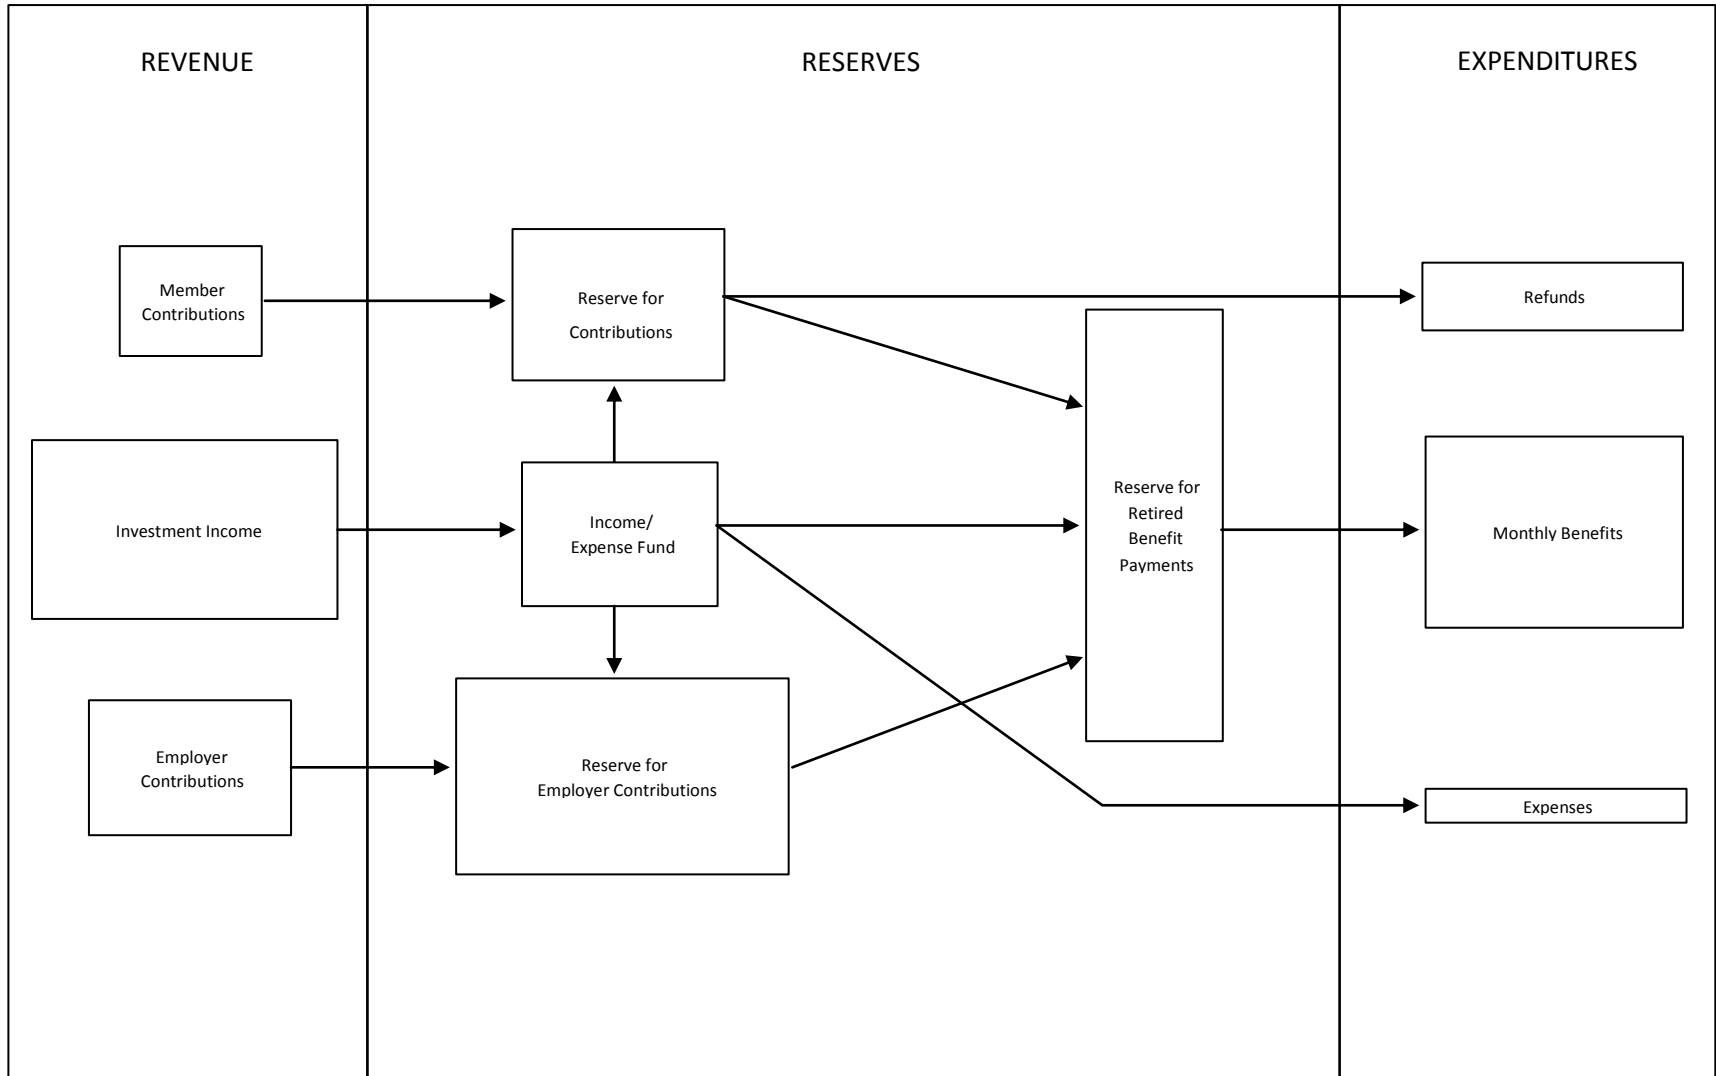 REVENUE
RESERVES
EXPENDITURES
Member
Contributions
Reserve for
Contributions
Refunds
Investment Income
Income/
Expense Fund
Reserve for
Retired
Benefit
Payments
Monthly Benefits
Employer
Contributions
Reserve for
Employer Contributions
Expenses